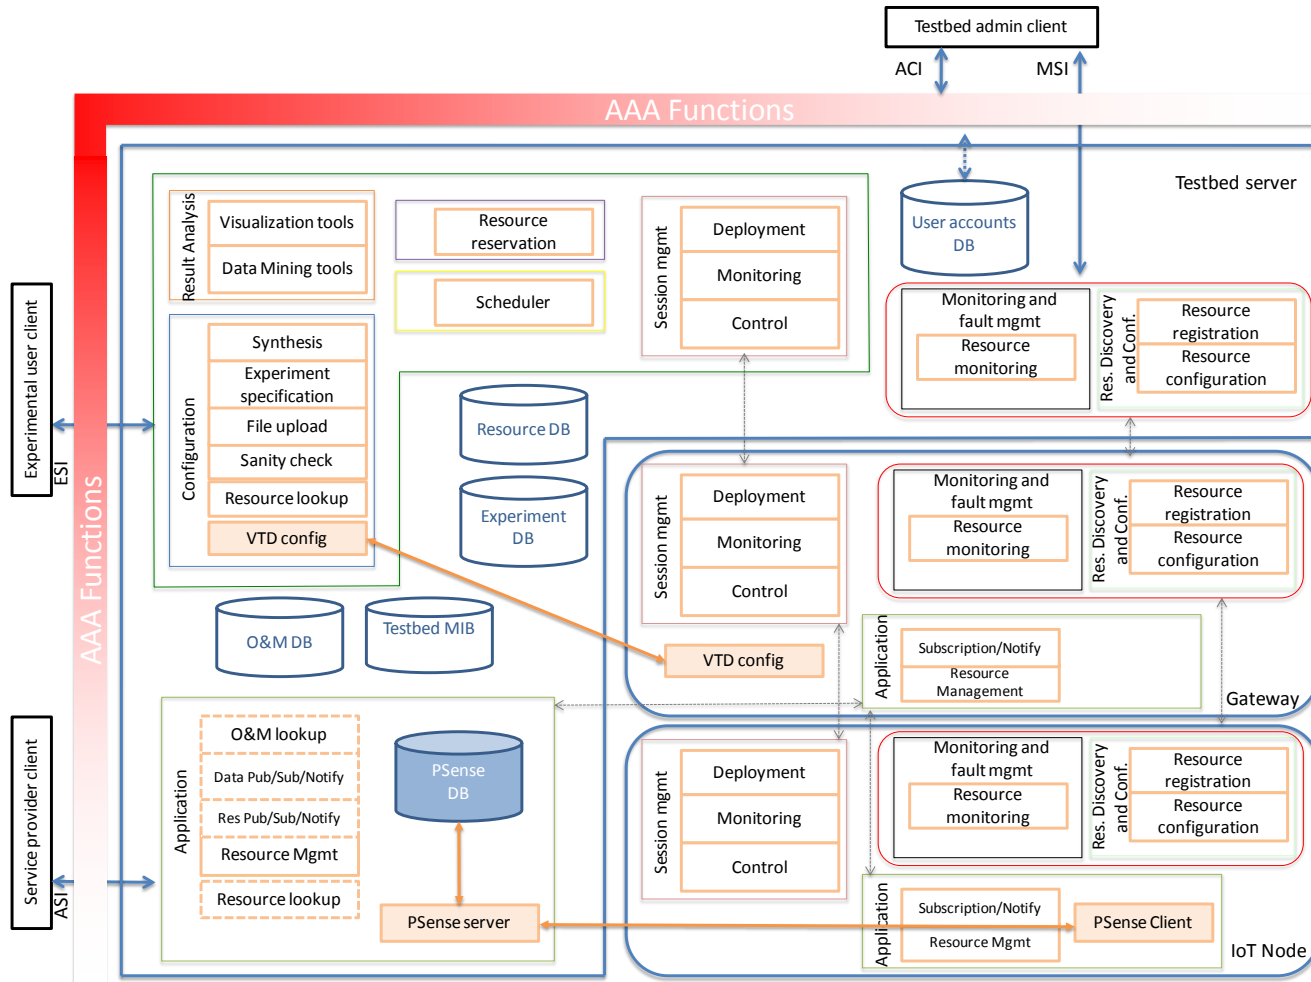 Testbed admin client
ACI
MSI
AAA Functions
Testbed server
Result Analysis
Visualization tools
Data Mining tools
Resource
reservation
Scheduler
Session mgmt
Deployment
Monitoring
Control
User accounts
DB
Monitoring and
fault mgmt
Resource
monitoring
Res. Discovery
and Conf.
Resource
registration
Resource
configuration
Experimental user client
ESI
AAA Functions
Configuration
Synthesis
Experiment
specification
File upload
Sanity check
Resource lookup
VTD config
Resource DB
Experiment
DB
O&M DB
Testbed MIB
Session mgmt
Deployment
Monitoring
Control
Monitoring and
fault mgmt
Resource
monitoring
Res. Discovery
and Conf.
Resource
registration
Resource
configuration
VTD config
Application
Subscription/Notify
Resource
Management
Gateway
Service provider client
ASI
Application
O&M lookup
Data Pub/Sub/Notify
Res Pub/Sub/Notify
Resource Mgmt
Resource lookup
PSense
DB
PSense server
Session mgmt
Deployment
Monitoring
Control
Monitoring and
fault mgmt
Resource
monitoring
Res. Discovery
and Conf.
Resource
registration
Resource
configuration
Application
Subscription/Notify
Resource Mgmt
PSense Client
IoT Node